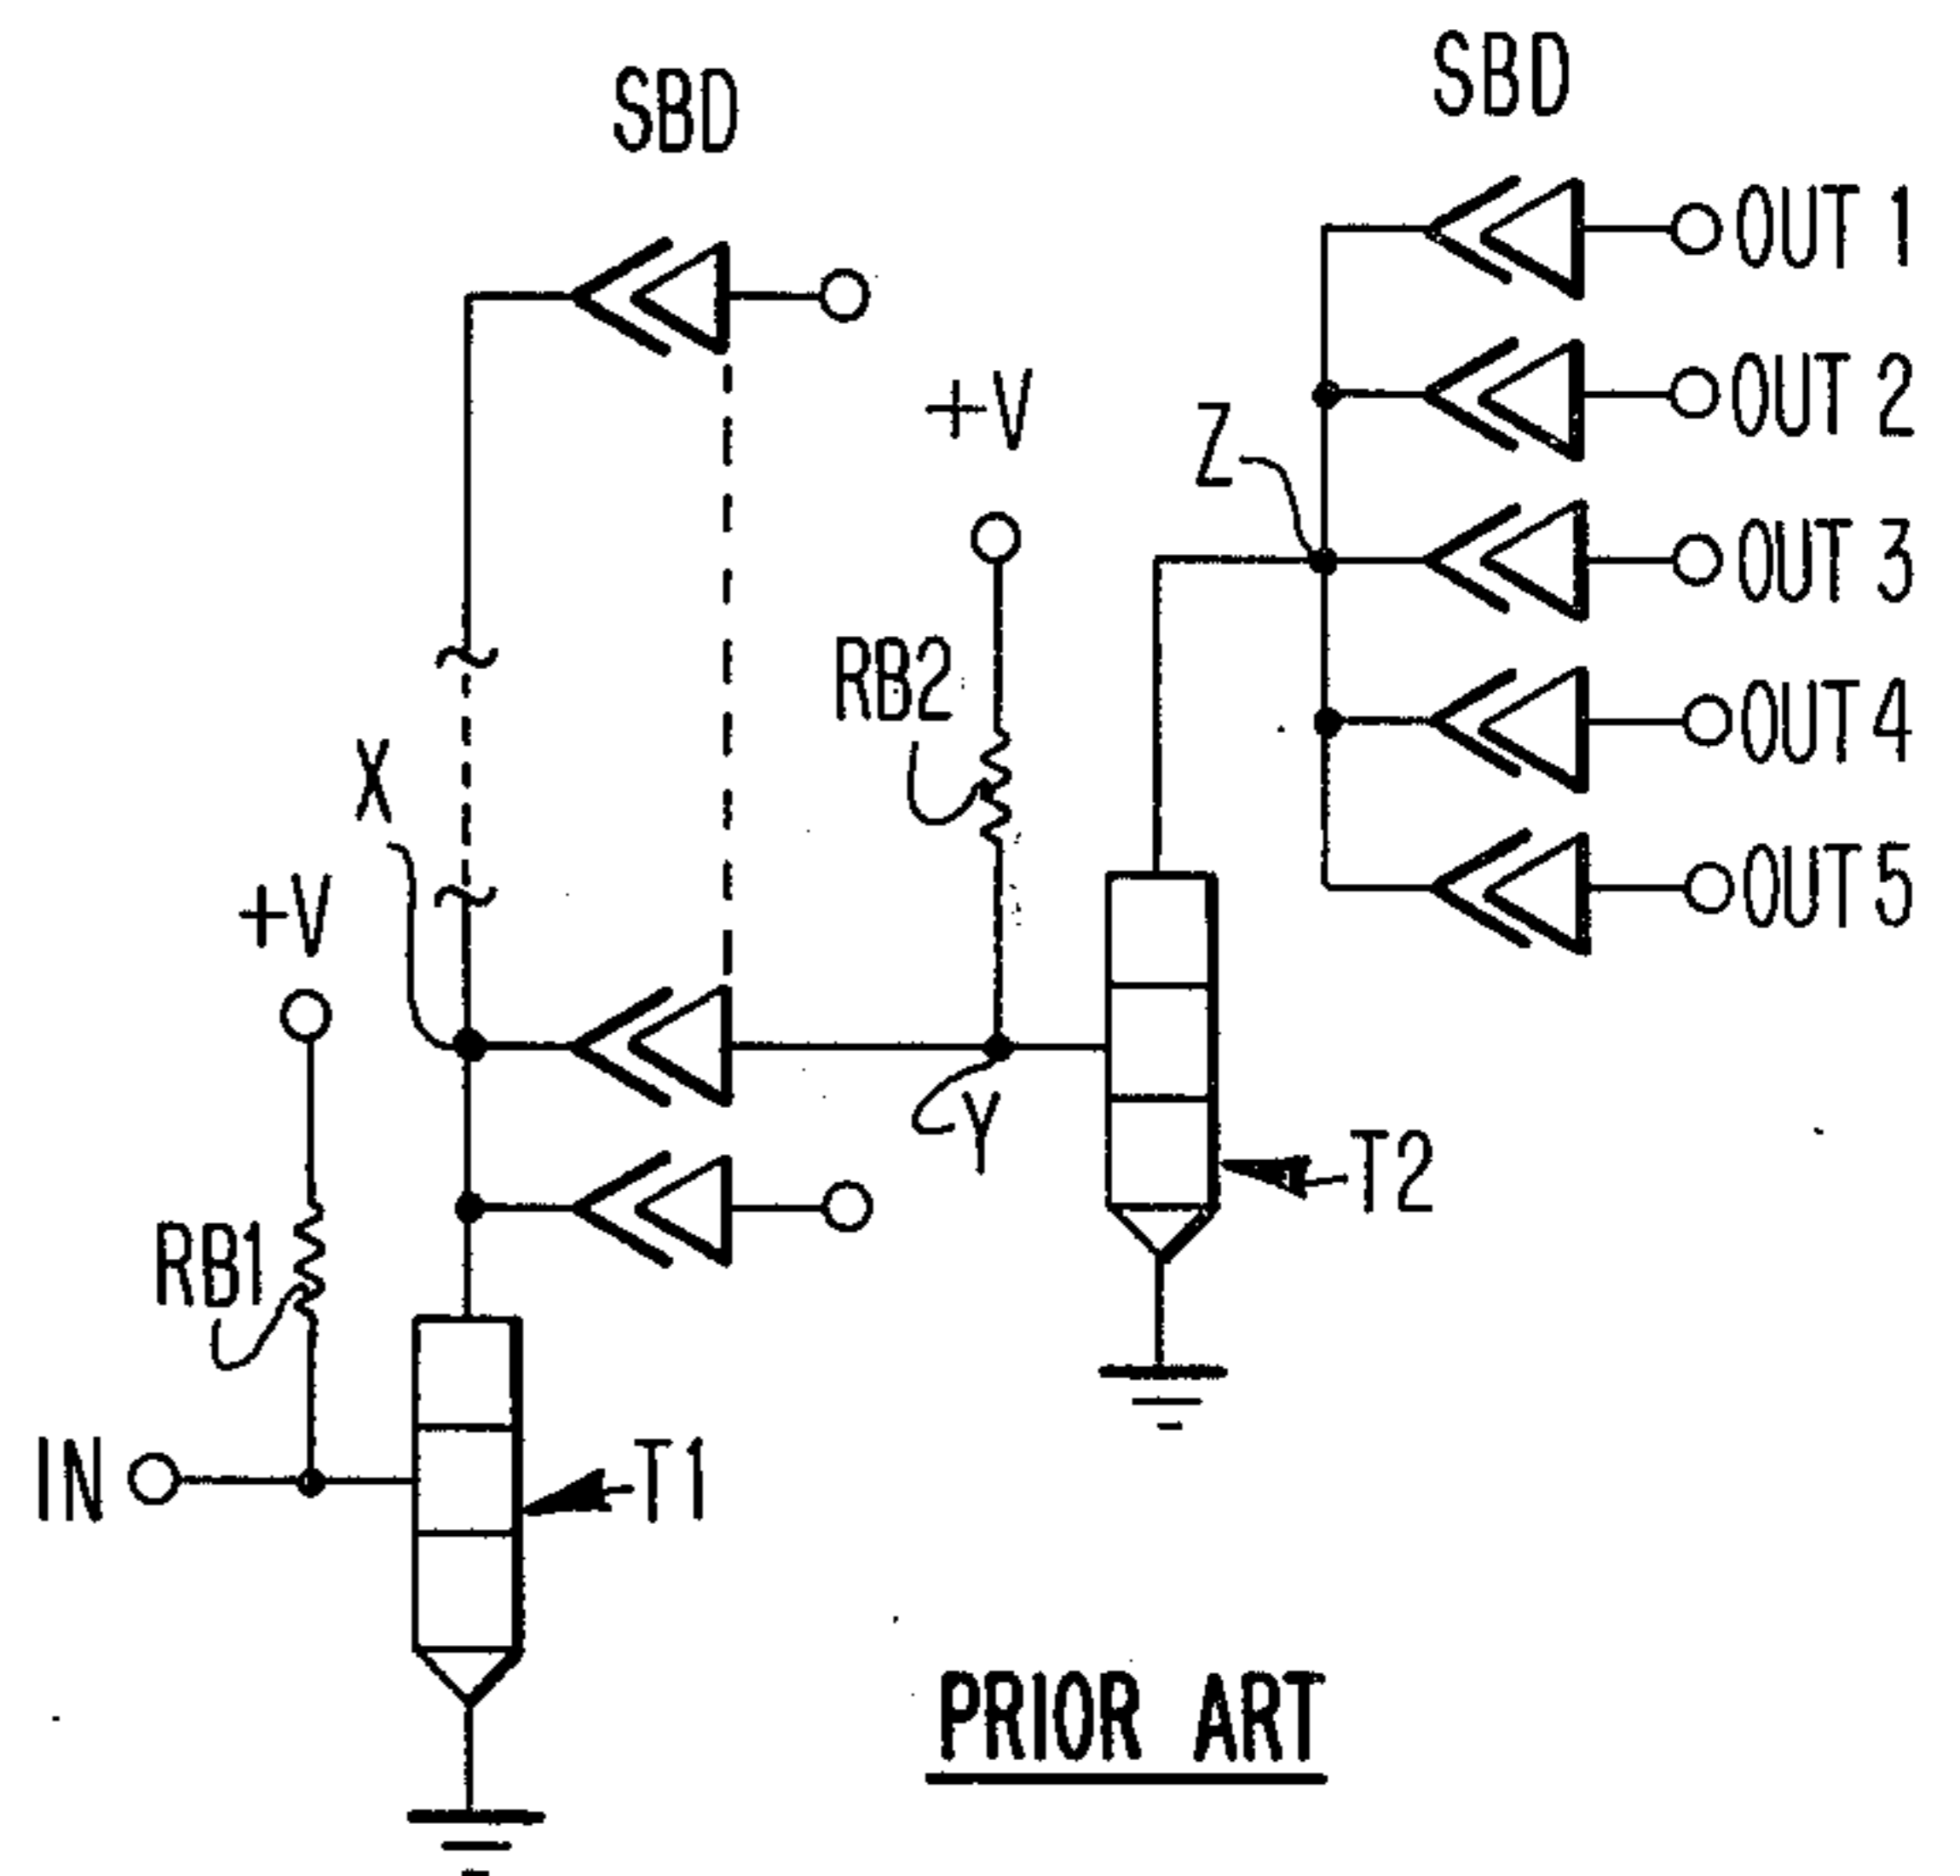 SBD
SBD
OUT 1
OUT 2
+V
Z
OUT 3
RB2
OUT 4
X
OUT 5
+V
Y
T2
RB1
IN
T1
PRIOR ART